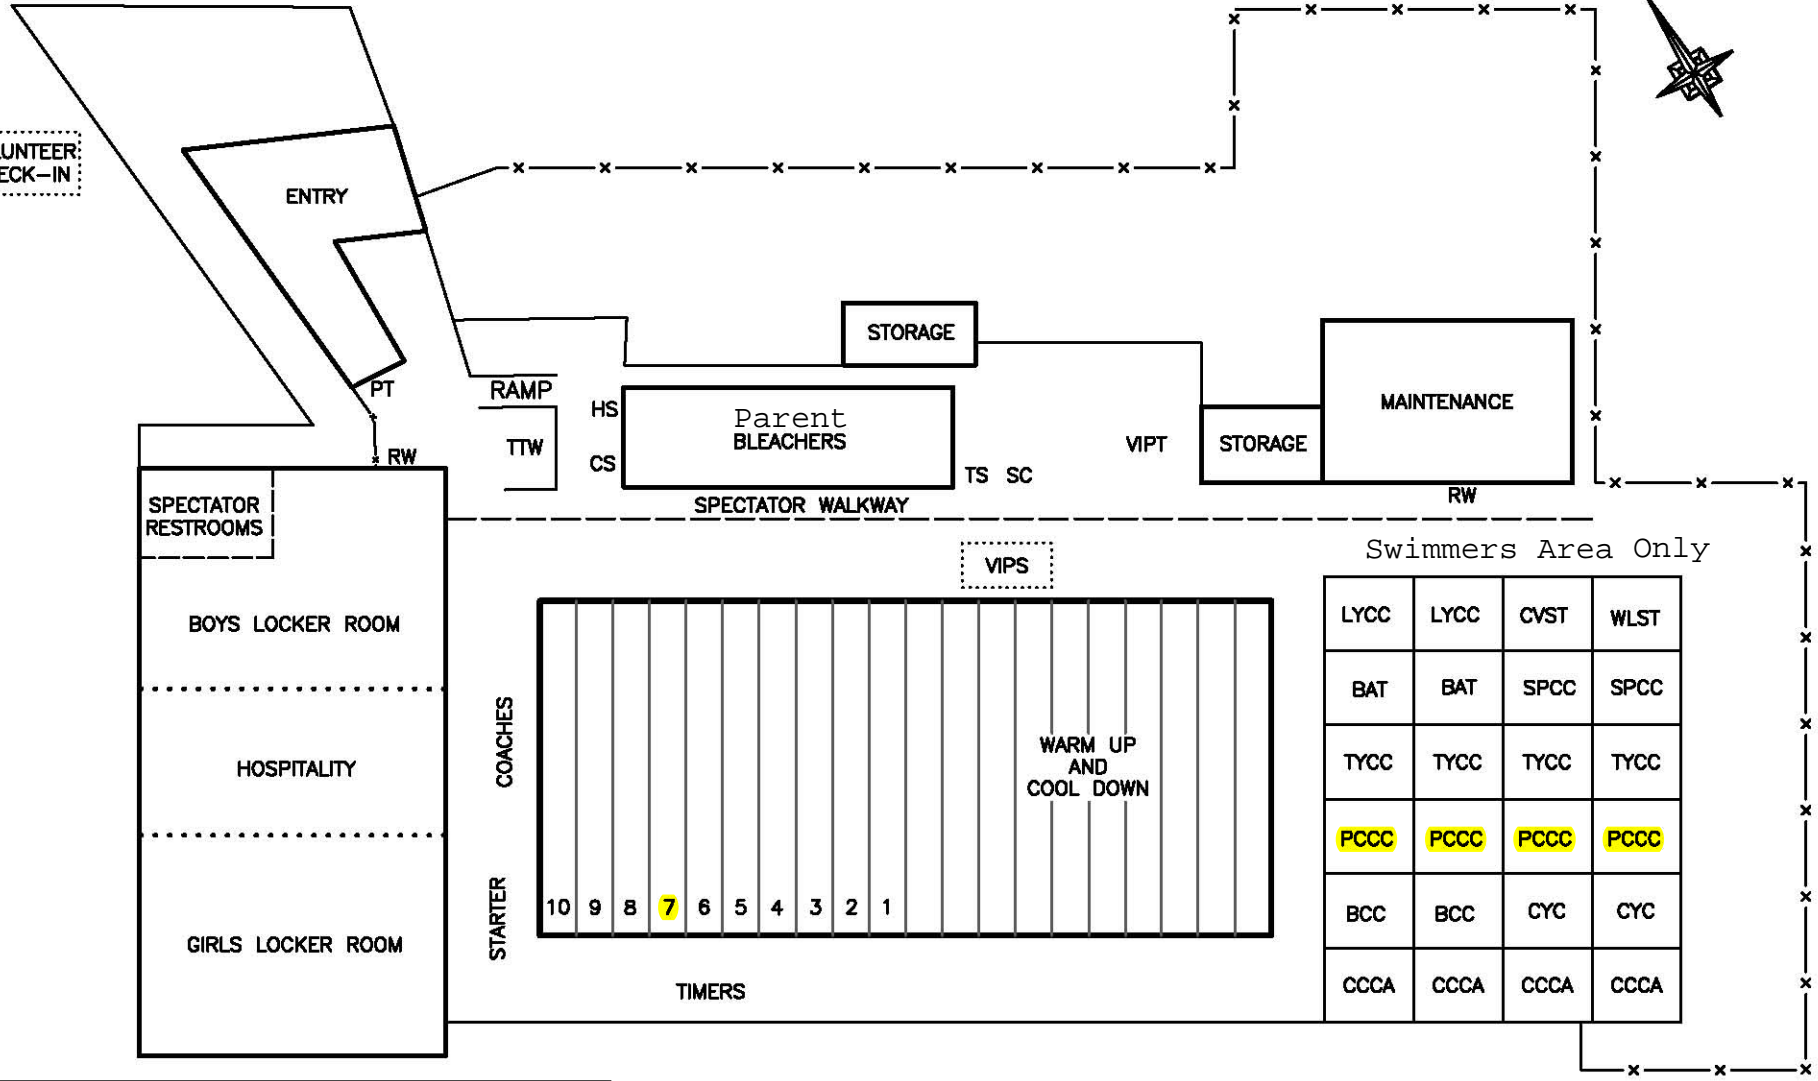 UNTEER
ECK-IN
ENTRY
STORAGE
PT
RAMP
HS
Parent
BLEACHERS
MAINTENANCE
TTW
CS
VIPT
STORAGE
RW
TS SC
RW
SPECTATOR
RESTROOMS
SPECTATOR WALKWAY
Swimmers Area Only
VIPS
BOYS LOCKER ROOM
HOSPITALITY
GIRLS LOCKER ROOM
COACHES
STARTER
WARM UP
AND
COOL DOWN
10 9 8 7 6 5 4 3 2 1
TIMERS
LYCC LYCC CVST WLST
BAT BAT SPCC SPCC
TYCC TYCC TYCC TYCC
PCCC PCCC PCCC PCCC
BCC BCC CYC CYC
CCCA CCCA CCCA CCCA